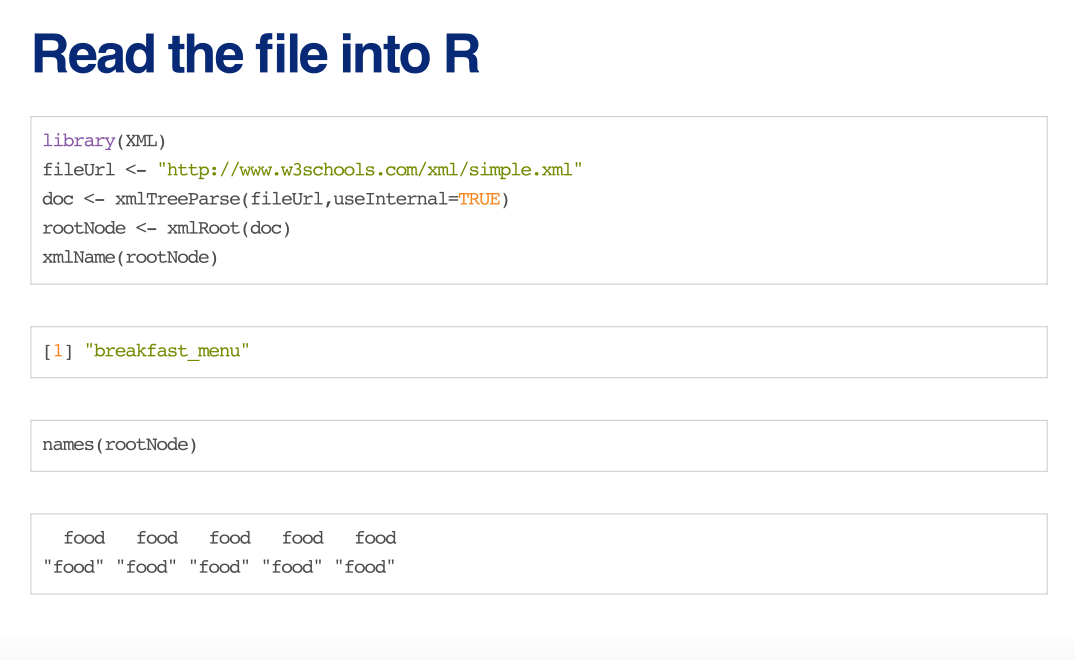 Read the file into R
library(XML)
fileUrl <- "http://www.w3schools.com/xml/simple.xml"
doc <- xmlTreeParse(fileUrl,useInternal=TRUE)
rootNode <- xmlRoot(doc)
xmlName(rootNode)
[1] "breakfast_menu"
names(rootNode)
  food   food   food   food   food
"food" "food" "food" "food" "food"